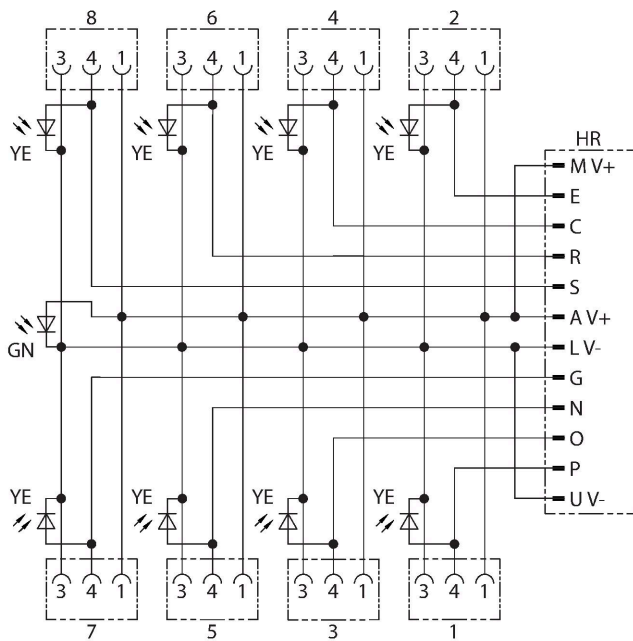 8 6 4 2
3 4 1 3 4 1 3 4 1 3 4 1
YE YE YE YE
HR
M V+
E
C
R
S
A V+
GN
L V-
G
N
O
P
YE YE YE YE
U V-
3 4 1 3 4 1 3 4 1 3 4 1
7 5 3 1